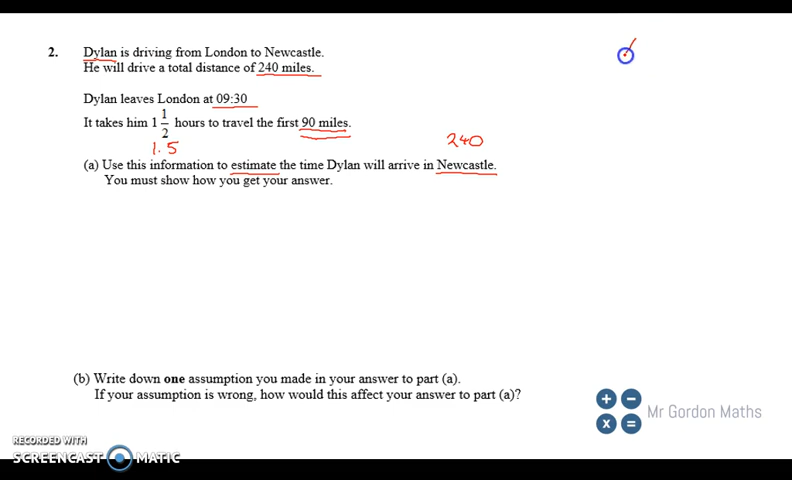 2. Dylan is driving from London to Newcastle.
He will drive a total distance of 240 miles.
Dylan leaves London at 09:30
It takes him 1 1/2 hours to travel the first 90 miles.
1.5
240
(a) Use this information to estimate the time Dylan will arrive in Newcastle.
You must show how you get your answer.
(b) Write down one assumption you made in your answer to part (a).
If your assumption is wrong, how would this affect your answer to part (a)?
+ −
x =
Mr Gordon Maths
RECORDED WITH
SCREENCAST MATIC